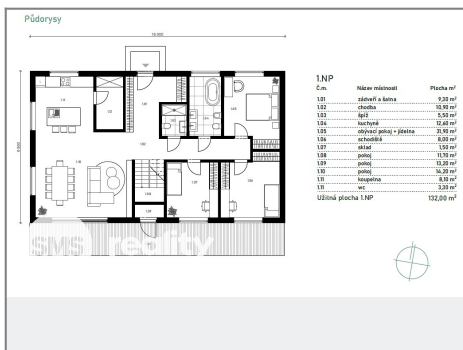 Půdorysy
1.NP
Č.m. Název místnosti Plocha m²
1.01 zádveří a šatna 9,20 m²
1.02 chodba 10,90 m²
1.03 špíž 5,50 m²
1.04 kuchyně 12,60 m²
1.05 obývací pokoj + jídelna 31,90 m²
1.06 schodiště 8,00 m²
1.07 sklad 1,50 m²
1.08 pokoj 11,70 m²
1.09 pokoj 13,20 m²
1.10 pokoj 14,20 m²
1.11 koupelna 8,10 m²
1.11 wc 3,30 m²
Užitná plocha 1.NP 132,00 m²
SMS reality